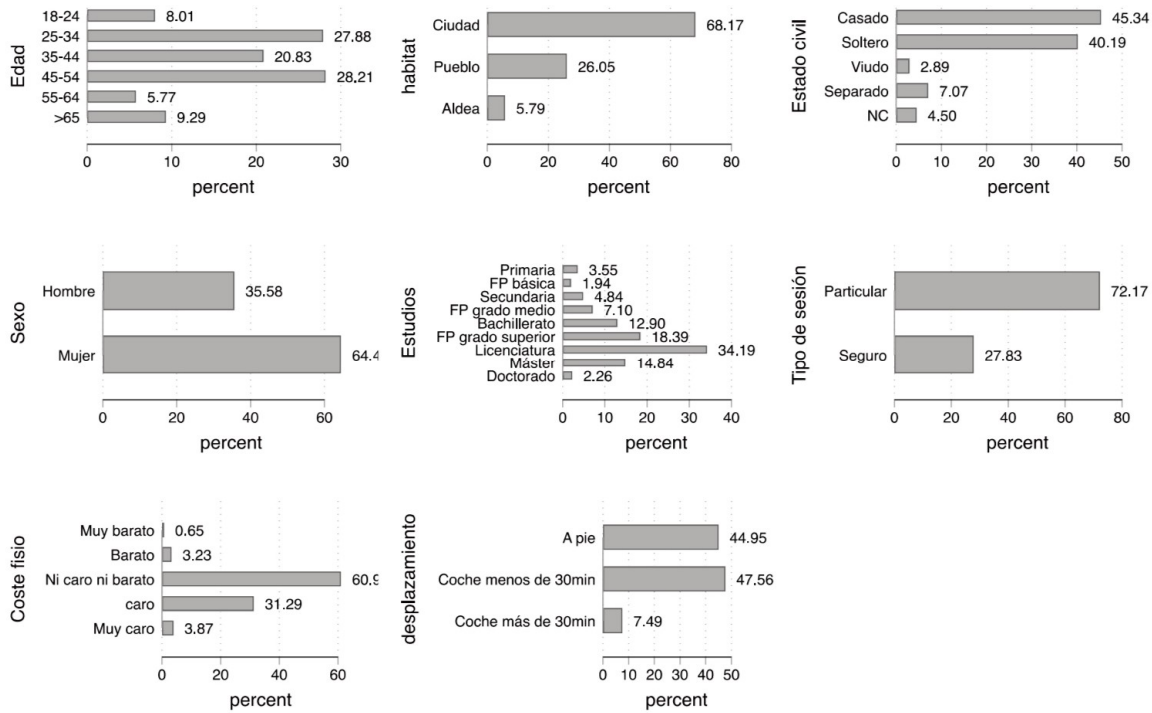 Edad
18-24 8.01
25-34 27.88
35-44 20.83
45-54 28.21
55-64 5.77
>65 9.29
0 10 20 30
percent
habitat
Ciudad 68.17
Pueblo 26.05
Aldea 5.79
0 20 40 60 80
percent
Estado civil
Casado 45.34
Soltero 40.19
Viudo 2.89
Separado 7.07
NC 4.50
0 10 20 30 40 50
percent
Sexo
Hombre 35.58
Mujer 64.4
0 20 40 60
percent
Estudios
Primaria 3.55
FP básica 1.94
Secundaria 4.84
FP grado medio 7.10
Bachillerato 12.90
FP grado superior 18.39
Licenciatura 34.19
Máster 14.84
Doctorado 2.26
0 10 20 30 40
percent
Tipo de sesión
Particular 72.17
Seguro 27.83
0 20 40 60 80
percent
Coste fisio
Muy barato 0.65
Barato 3.23
Ni caro ni barato 60.9
caro 31.29
Muy caro 3.87
0 20 40 60
percent
desplazamiento
A pie 44.95
Coche menos de 30min 47.56
Coche más de 30min 7.49
0 10 20 30 40 50
percent